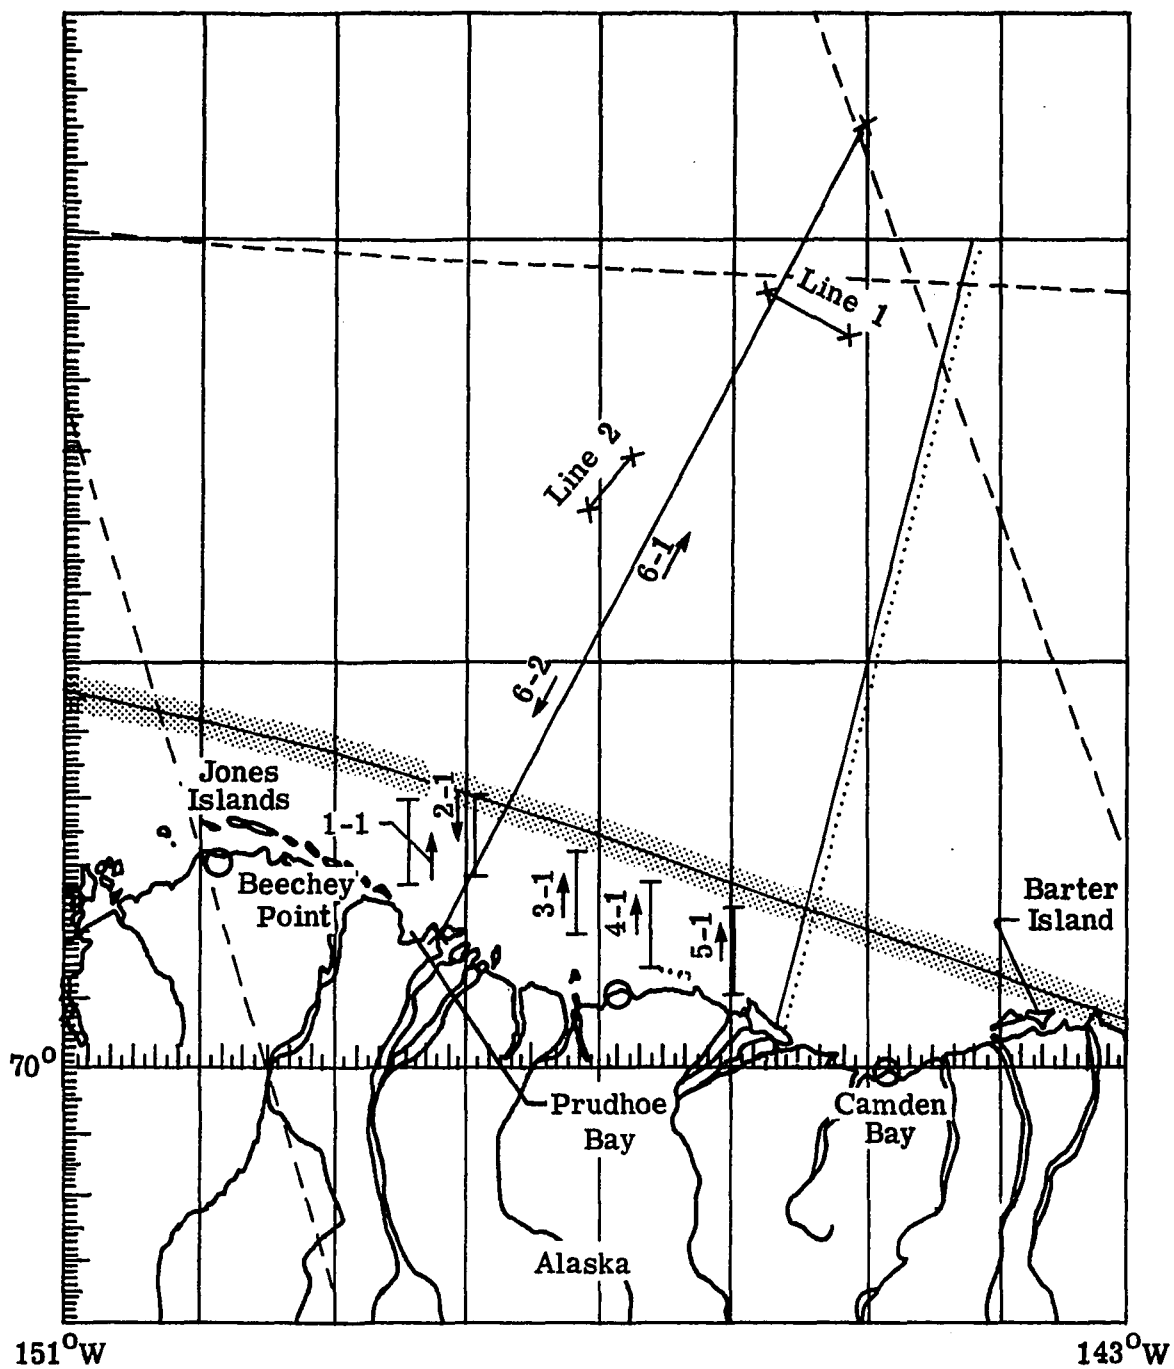 Line 1
Line 2
6-1
6-2
Jones
Islands
2-1
1-1
Beechey
Point
3-1
4-1
5-1
Barter
Island
70°
Prudhoe
Bay
Camden
Bay
Alaska
151°W
143°W